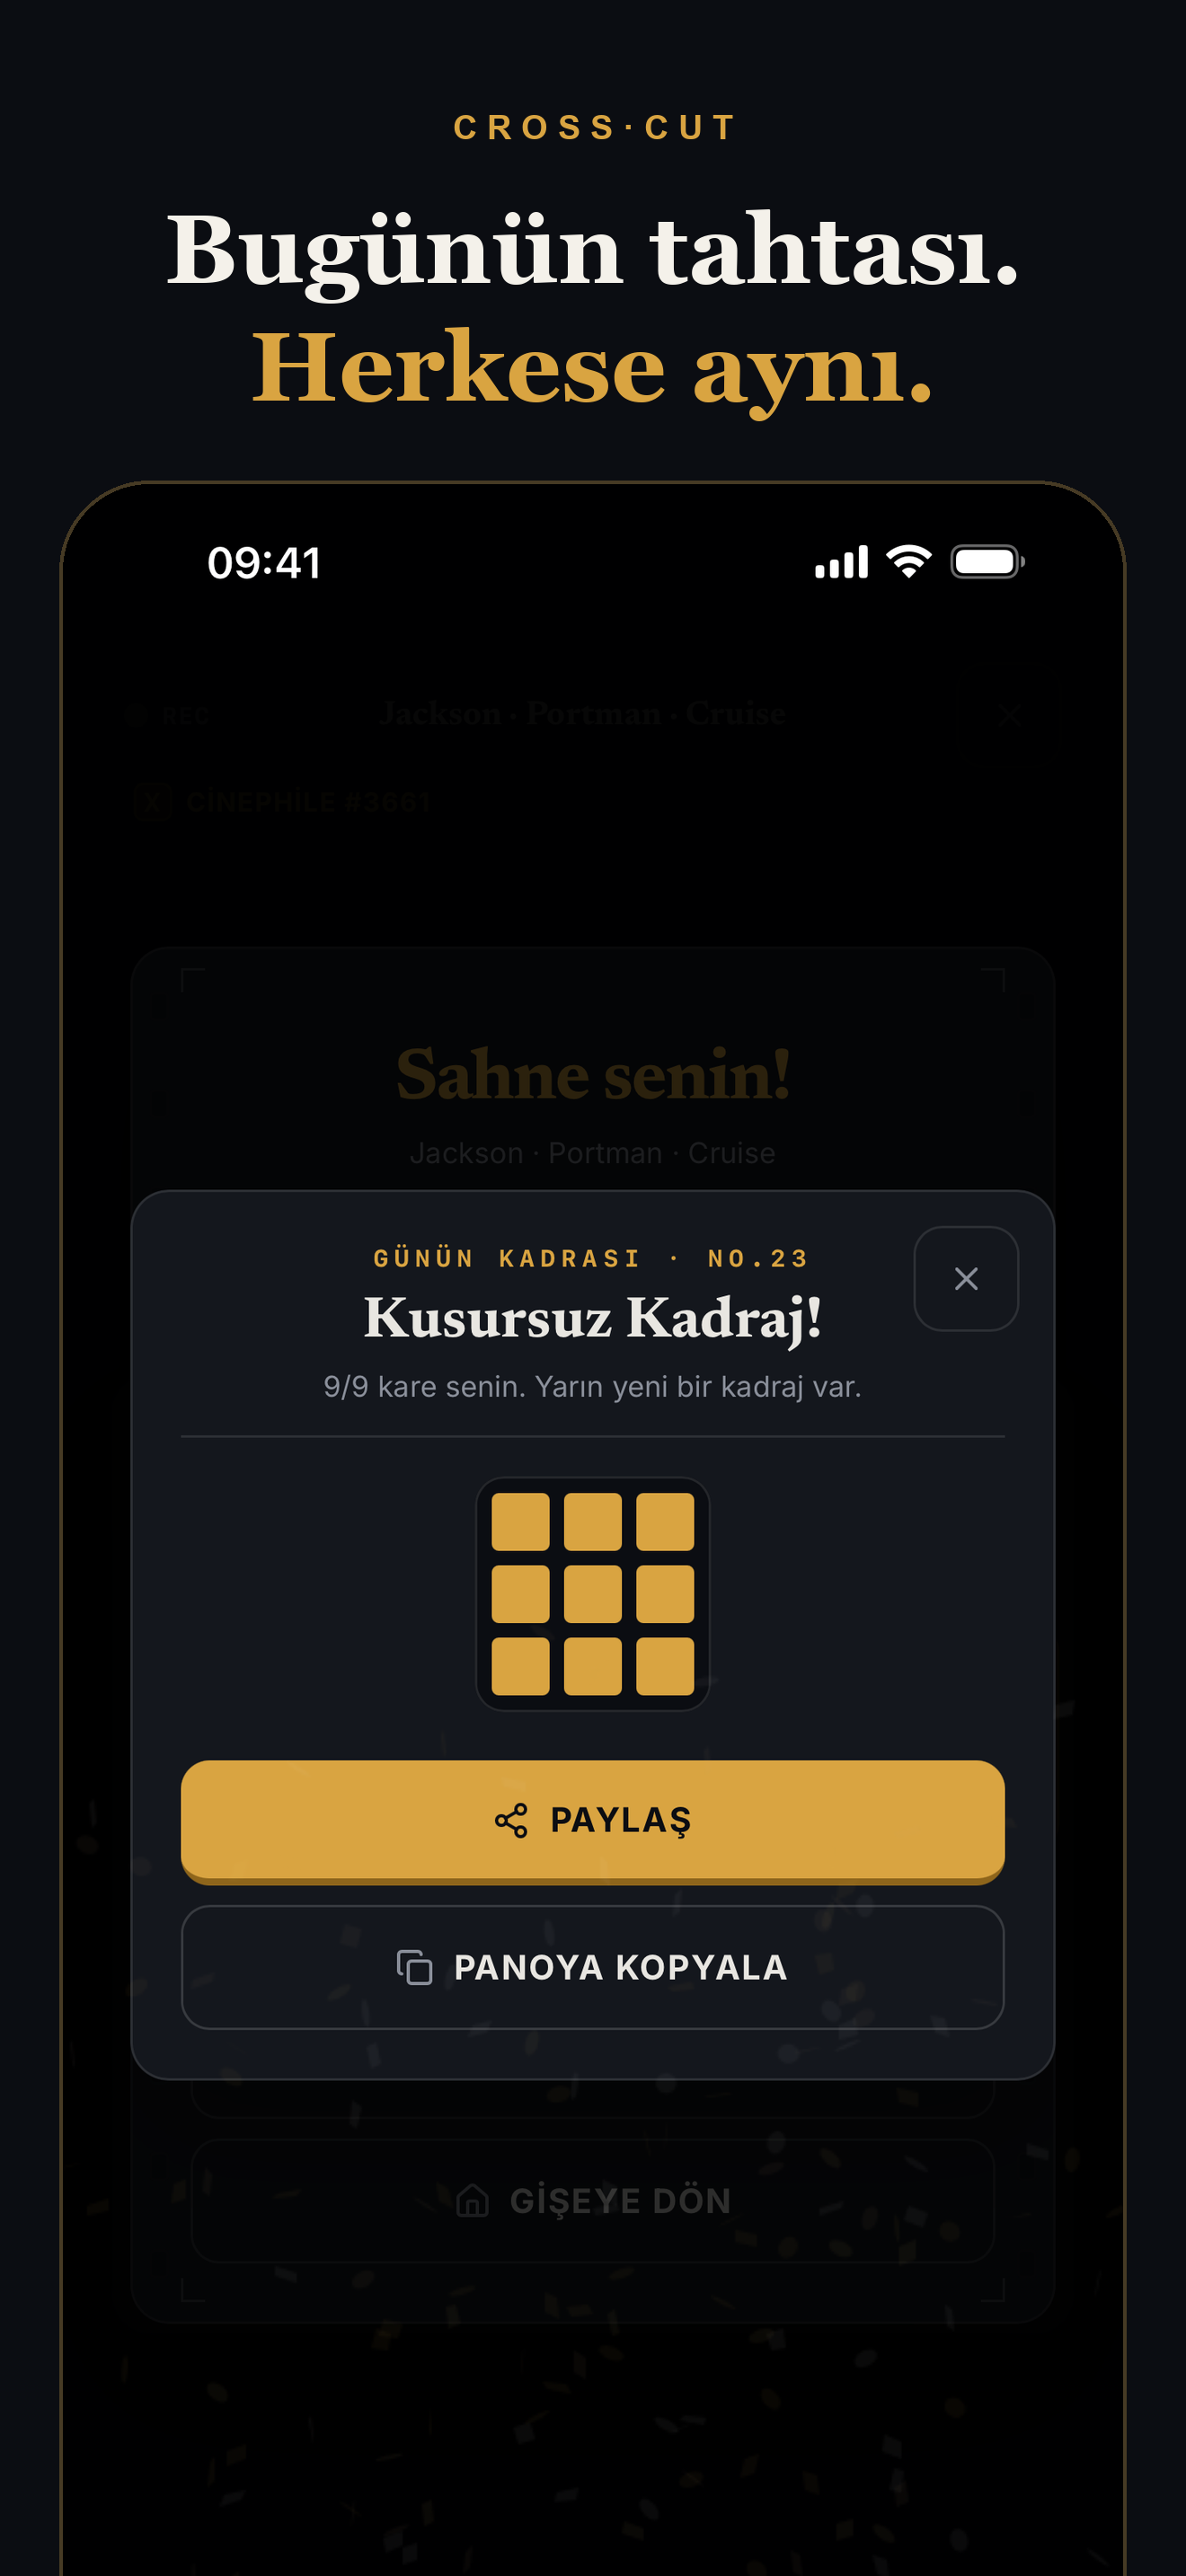 CROSS·CUT
Bugünün tahtası.
Herkese aynı.
09:41
REC
Jackson · Portman · Cruise
X CİNEPHİLE #3661
Sahne senin!
Jackson · Portman · Cruise
GÜNÜN KADRASI · NO.23
Kusursuz Kadraj!
9/9 kare senin. Yarın yeni bir kadraj var.
PAYLAŞ
PANOYA KOPYALA
GİŞEYE DÖN